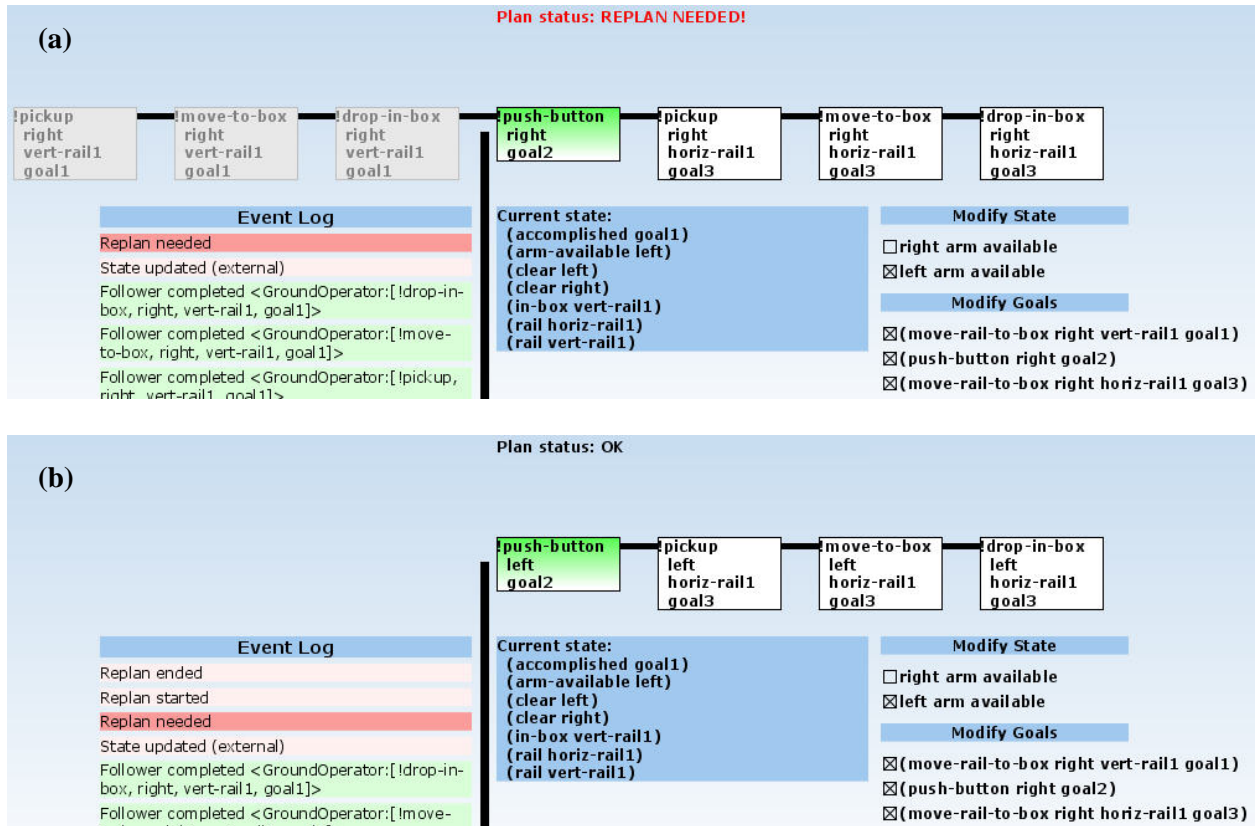 Plan status: REPLAN NEEDED!
(a)
!pickup
right
vert-rail1
goal1
!move-to-box
right
vert-rail1
goal1
!drop-in-box
right
vert-rail1
goal1
!push-button
right
goal2
!pickup
right
horiz-rail1
goal3
!move-to-box
right
horiz-rail1
goal3
!drop-in-box
right
horiz-rail1
goal3
Event Log
Replan needed
State updated (external)
Follower completed <GroundOperator:[!drop-in-
box, right, vert-rail1, goal1]>
Follower completed <GroundOperator:[!move-
to-box, right, vert-rail1, goal1]>
Follower completed <GroundOperator:[!pickup,
right, vert-rail1, goal1]>
Current state:
(accomplished goal1)
(arm-available left)
(clear left)
(clear right)
(in-box vert-rail1)
(rail horiz-rail1)
(rail vert-rail1)
Modify State
right arm available
left arm available
Modify Goals
(move-rail-to-box right vert-rail1 goal1)
(push-button right goal2)
(move-rail-to-box right horiz-rail1 goal3)
Plan status: OK
(b)
!push-button
left
goal2
!pickup
left
horiz-rail1
goal3
!move-to-box
left
horiz-rail1
goal3
!drop-in-box
left
horiz-rail1
goal3
Event Log
Replan ended
Replan started
Replan needed
State updated (external)
Follower completed <GroundOperator:[!drop-in-
box, right, vert-rail1, goal1]>
Follower completed <GroundOperator:[!move-
Current state:
(accomplished goal1)
(arm-available left)
(clear left)
(clear right)
(in-box vert-rail1)
(rail horiz-rail1)
(rail vert-rail1)
Modify State
right arm available
left arm available
Modify Goals
(move-rail-to-box right vert-rail1 goal1)
(push-button right goal2)
(move-rail-to-box right horiz-rail1 goal3)